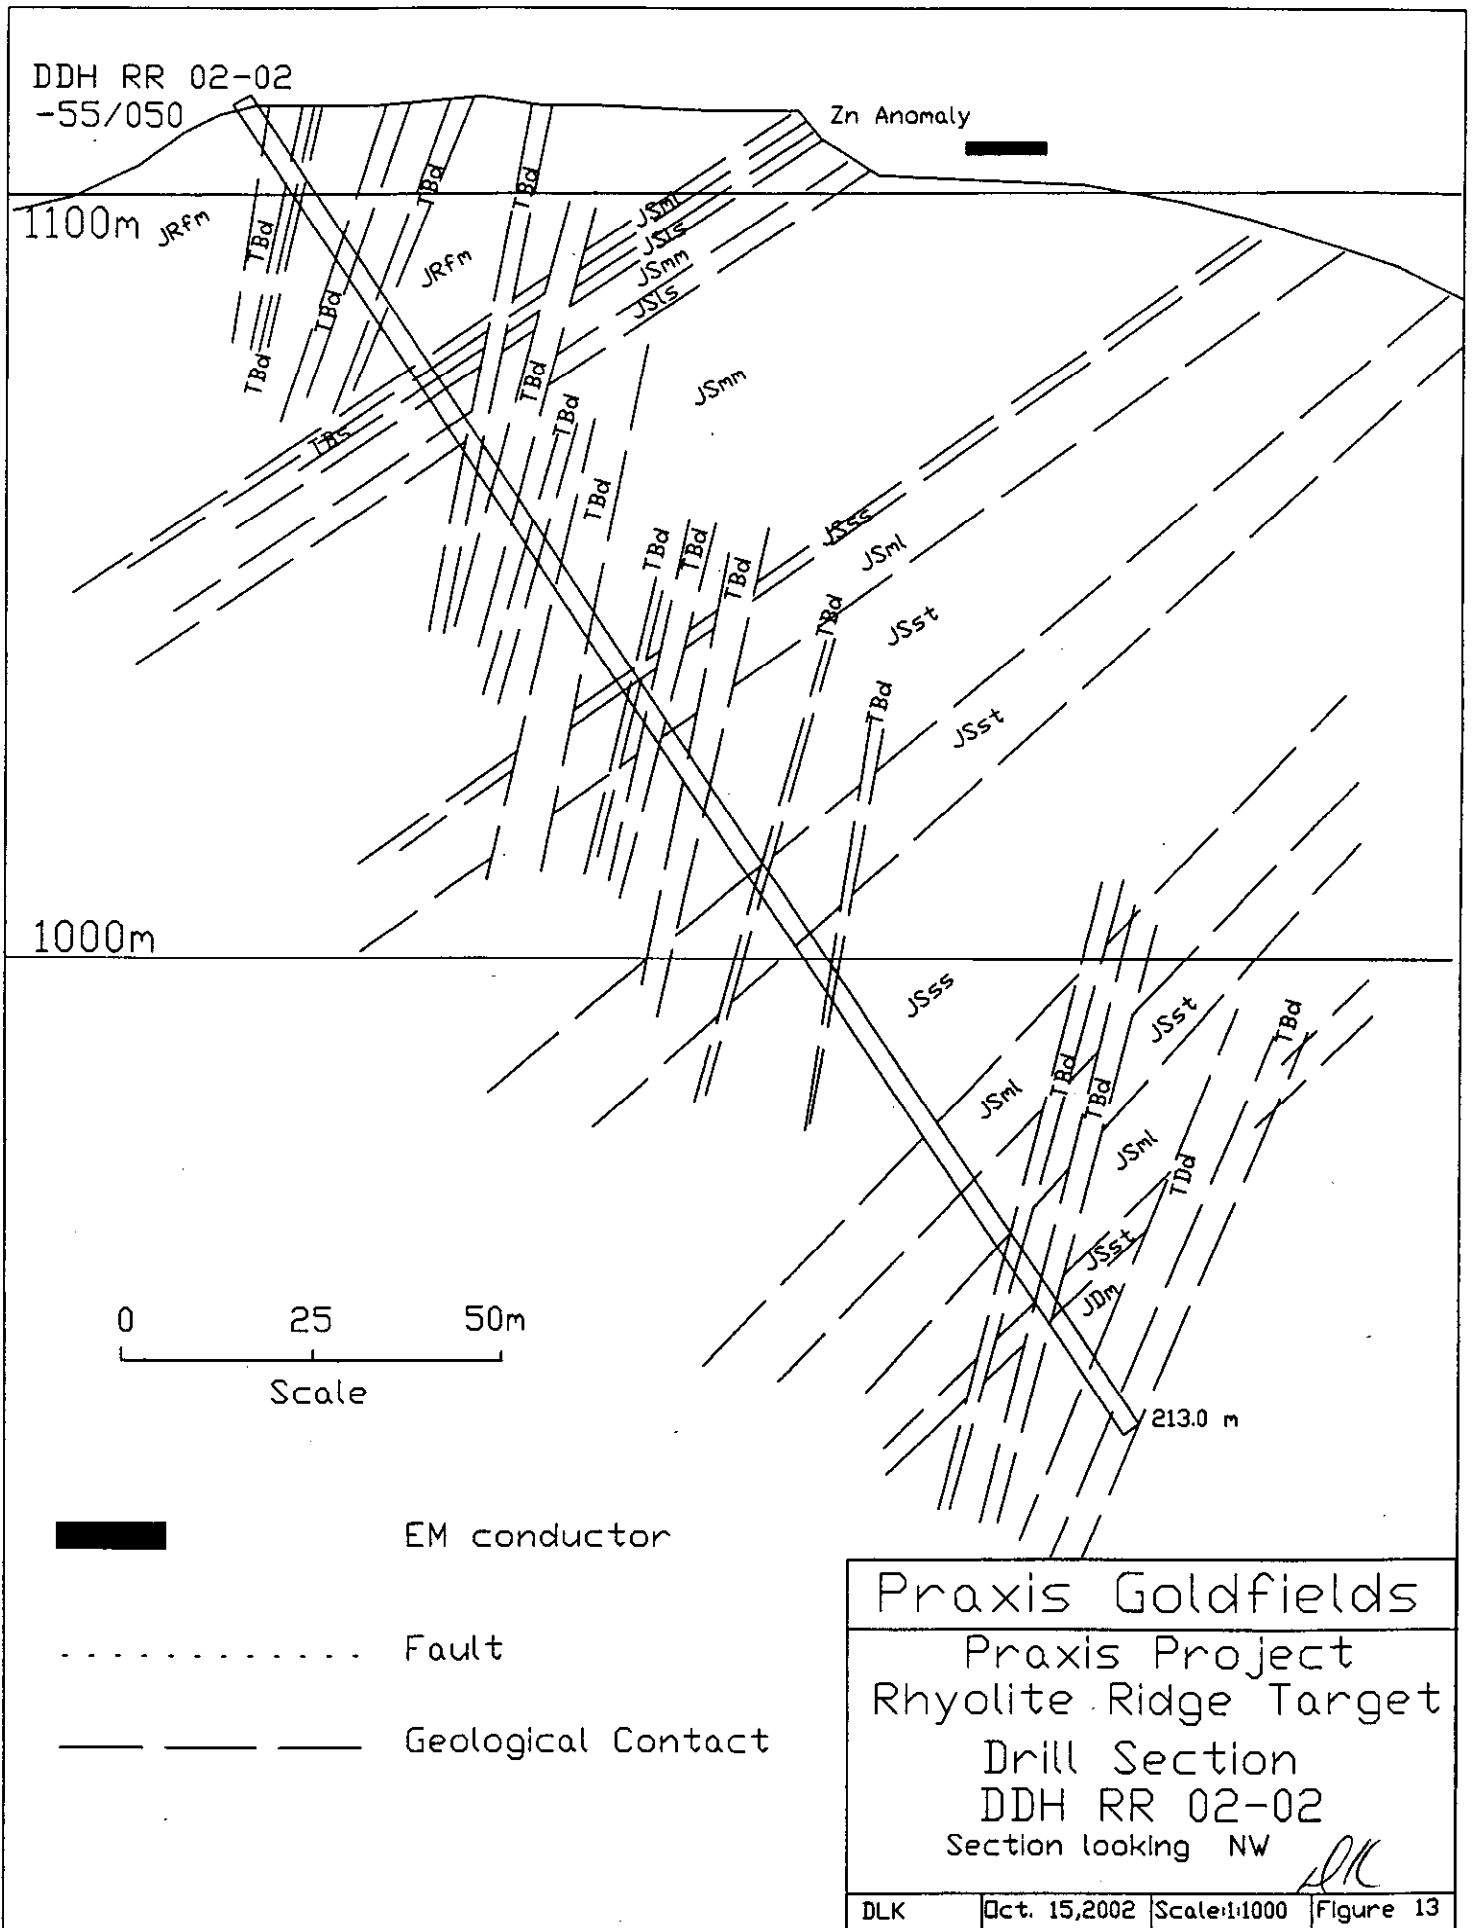 DDH RR 02-02
-55/050
Zn Anomaly
1100m
JRfm
TBd
TBd
TBd
TBd
JRfm
TBd
TBd
JSml
JSls
JSmm
JSls
JSmm
TBs
TBd
TBd
TBd
TBd
TBd
TBd
JSss
JSml
TBd
JSst
TBd
JSst
1000m
JSss
JSst
TBd
JSml
TBd
TBd
JSml
TDd
JSst
JDm
213.0 m
0 25 50m
Scale
EM conductor
Fault
Geological Contact
Praxis Goldfields
Praxis Project
Rhyolite Ridge Target
Drill Section
DDH RR 02-02
Section looking NW
DLK Oct. 15,2002 Scale:1:1000 Figure 13